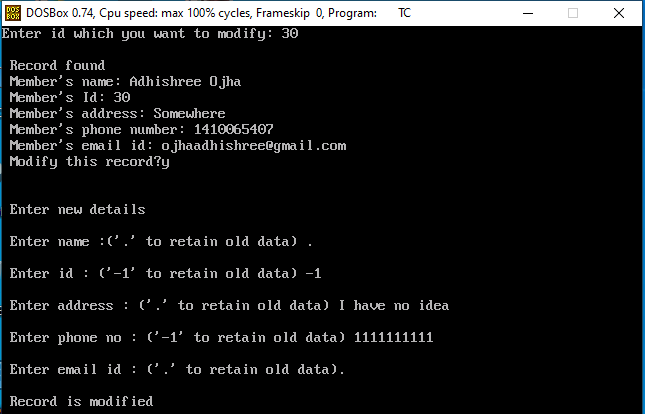 DOSBox 0.74, Cpu speed: max 100% cycles, Frameskip 0, Program: TC
Enter id which you want to modify: 30
Record found
Member's name: Adhishree Ojha
Member's Id: 30
Member's address: Somewhere
Member's phone number: 1410065407
Member's email id: ojhaadhishree@gmail.com
Modify this record?y
Enter new details
Enter name :('.' to retain old data) .
Enter id : ('-1' to retain old data) -1
Enter address : ('.' to retain old data) I have no idea
Enter phone no : ('-1' to retain old data) 1111111111
Enter email id : ('.' to retain old data).
Record is modified